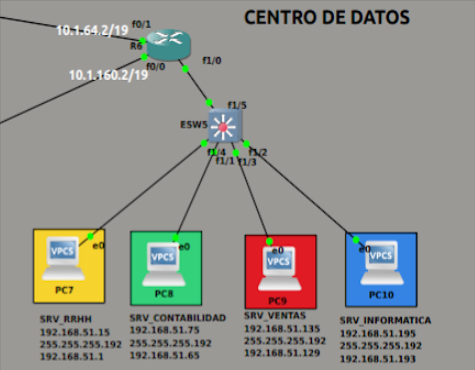 CENTRO DE DATOS
f0/1
10.1.64.2/19
R6
f0/0
f1/0
10.1.160.2/19
f1/5
ESW5
f1/4
f1/2
f1/1
f1/3
e0
e0
e0
e0
VPCS
VPCS
VPCS
VPCS
PC7
PC8
PC9
PC10
SRV_RRHH
192.168.51.15
255.255.255.192
192.168.51.1
SRV_CONTABILIDAD
192.168.51.75
255.255.255.192
192.168.51.65
SRV_VENTAS
192.168.51.135
255.255.255.192
192.168.51.129
SRV_INFORMATICA
192.168.51.195
255.255.255.192
192.168.51.193